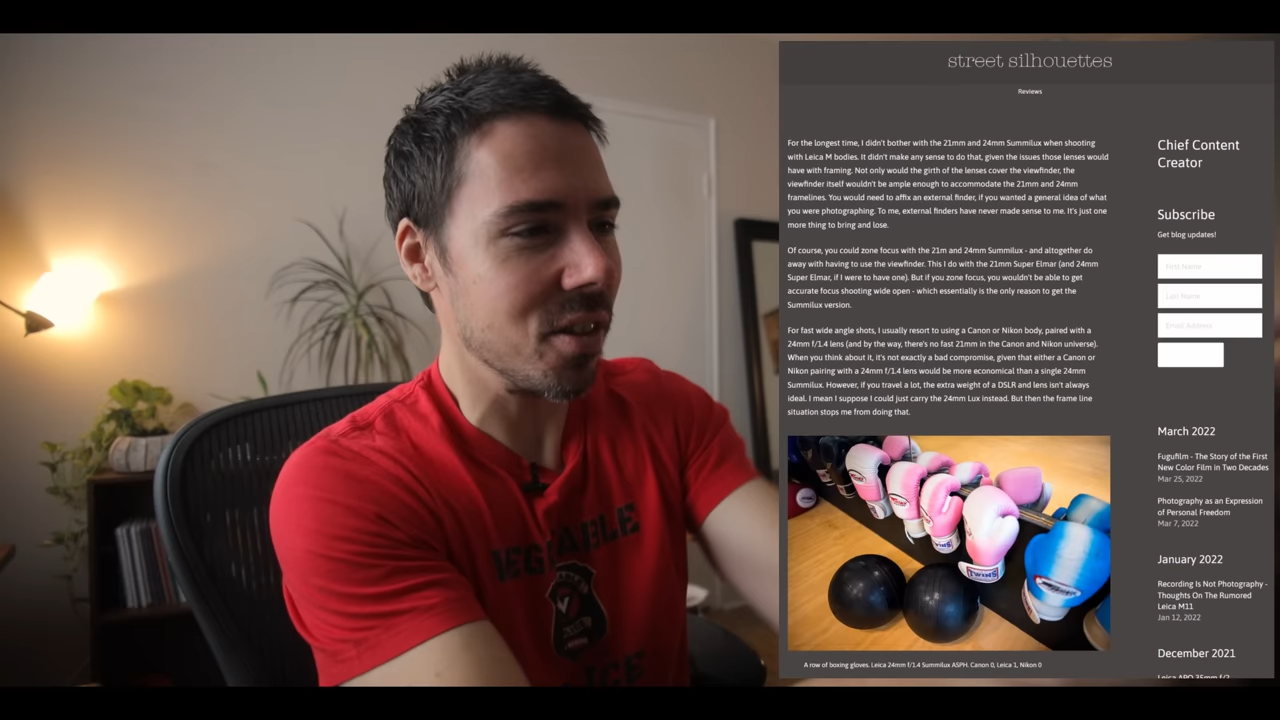 street silhouettes
Reviews
For the longest time, I didn't bother with the 21mm and 24mm Summilux when shooting
with Leica M bodies. It didn't make any sense to do that, given the issues those lenses would
have with framing. Not only would the girth of the lenses cover the viewfinder, the
viewfinder itself wouldn't be ample enough to accommodate the 21mm and 24mm
framelines. You would need to affix an external finder, if you wanted a general idea of what
you were photographing. To me, external finders have never made sense to me. It's just one
more thing to bring and lose.
Of course, you could zone focus with the 21m and 24mm Summilux - and altogether do
away with having to use the viewfinder. This I do with the 21mm Super Elmar (and 24mm
Super Elmar, if I were to have one). But if you zone focus, you wouldn't be able to get
accurate focus shooting wide open - which essentially is the only reason to get the
Summilux version.
For fast wide angle shots, I usually resort to using a Canon or Nikon body, paired with a
24mm f/1.4 lens (and by the way, there's no fast 21mm in the Canon and Nikon universe).
When you think about it, it's not exactly a bad compromise, given that either a Canon or
Nikon pairing with a 24mm f/1.4 lens would be more economical than a single 24mm
Summilux. However, if you travel a lot, the extra weight of a DSLR and lens isn't always
ideal. I mean I suppose I could just carry the 24mm Lux instead. But then the frame line
situation stops me from doing that.
TWINS
A row of boxing gloves. Leica 24mm f/1.4 Summilux ASPH. Canon 0, Leica 1, Nikon 0
Chief Content
Creator
Subscribe
Get blog updates!
First Name
Last Name
Email Address
March 2022
Fugufilm - The Story of the First
New Color Film in Two Decades
Mar 25, 2022
Photography as an Expression
of Personal Freedom
Mar 7, 2022
January 2022
Recording Is Not Photography -
Thoughts On The Rumored
Leica M11
Jan 12, 2022
December 2021
Leica APO 35mm f/2
VEGETABLE
POLICE